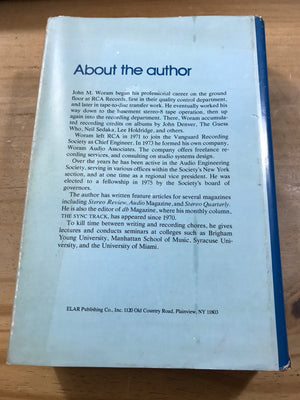 About the author
John M. Woram began his professional career on the ground
floor at RCA Records, first in their quality control department,
and later in tape-to-disc transfer work. He eventually worked his
way down to the basement stereo-8 tape operation, then up
again into the recording department. There, Woram accumu-
lated recording credits on albums by John Denver, The Guess
Who, Neil Sedaka, Lee Holdridge, and others.
Woram left RCA in 1971 to join the Vanguard Recording
Society as Chief Engineer. In 1973 he formed his own company,
Woram Audio Associates. The company offers freelance re-
cording services, and consulting on studio systems design.
Over the years he has been active in the Audio Engineering
Society, serving in various offices within the Society's New York
section, and at one time as a regional vice president. He was
elected to a fellowship in 1975 by the Society's board of
governors.
The author has written feature articles for several magazines
including Stereo Review, Audio Magazine, and Stereo Quarterly.
He is also the editor of db Magazine, where his monthly column,
THE SYNC TRACK, has appeared since 1970.
To kill time between writing and recording chores, he gives
lectures and conducts seminars at colleges such as Brigham
Young University, Manhattan School of Music, Syracuse Uni-
versity, and the University of Miami.
ELAR Publishing Co., Inc. 1120 Old Country Road, Plainview, NY 11803